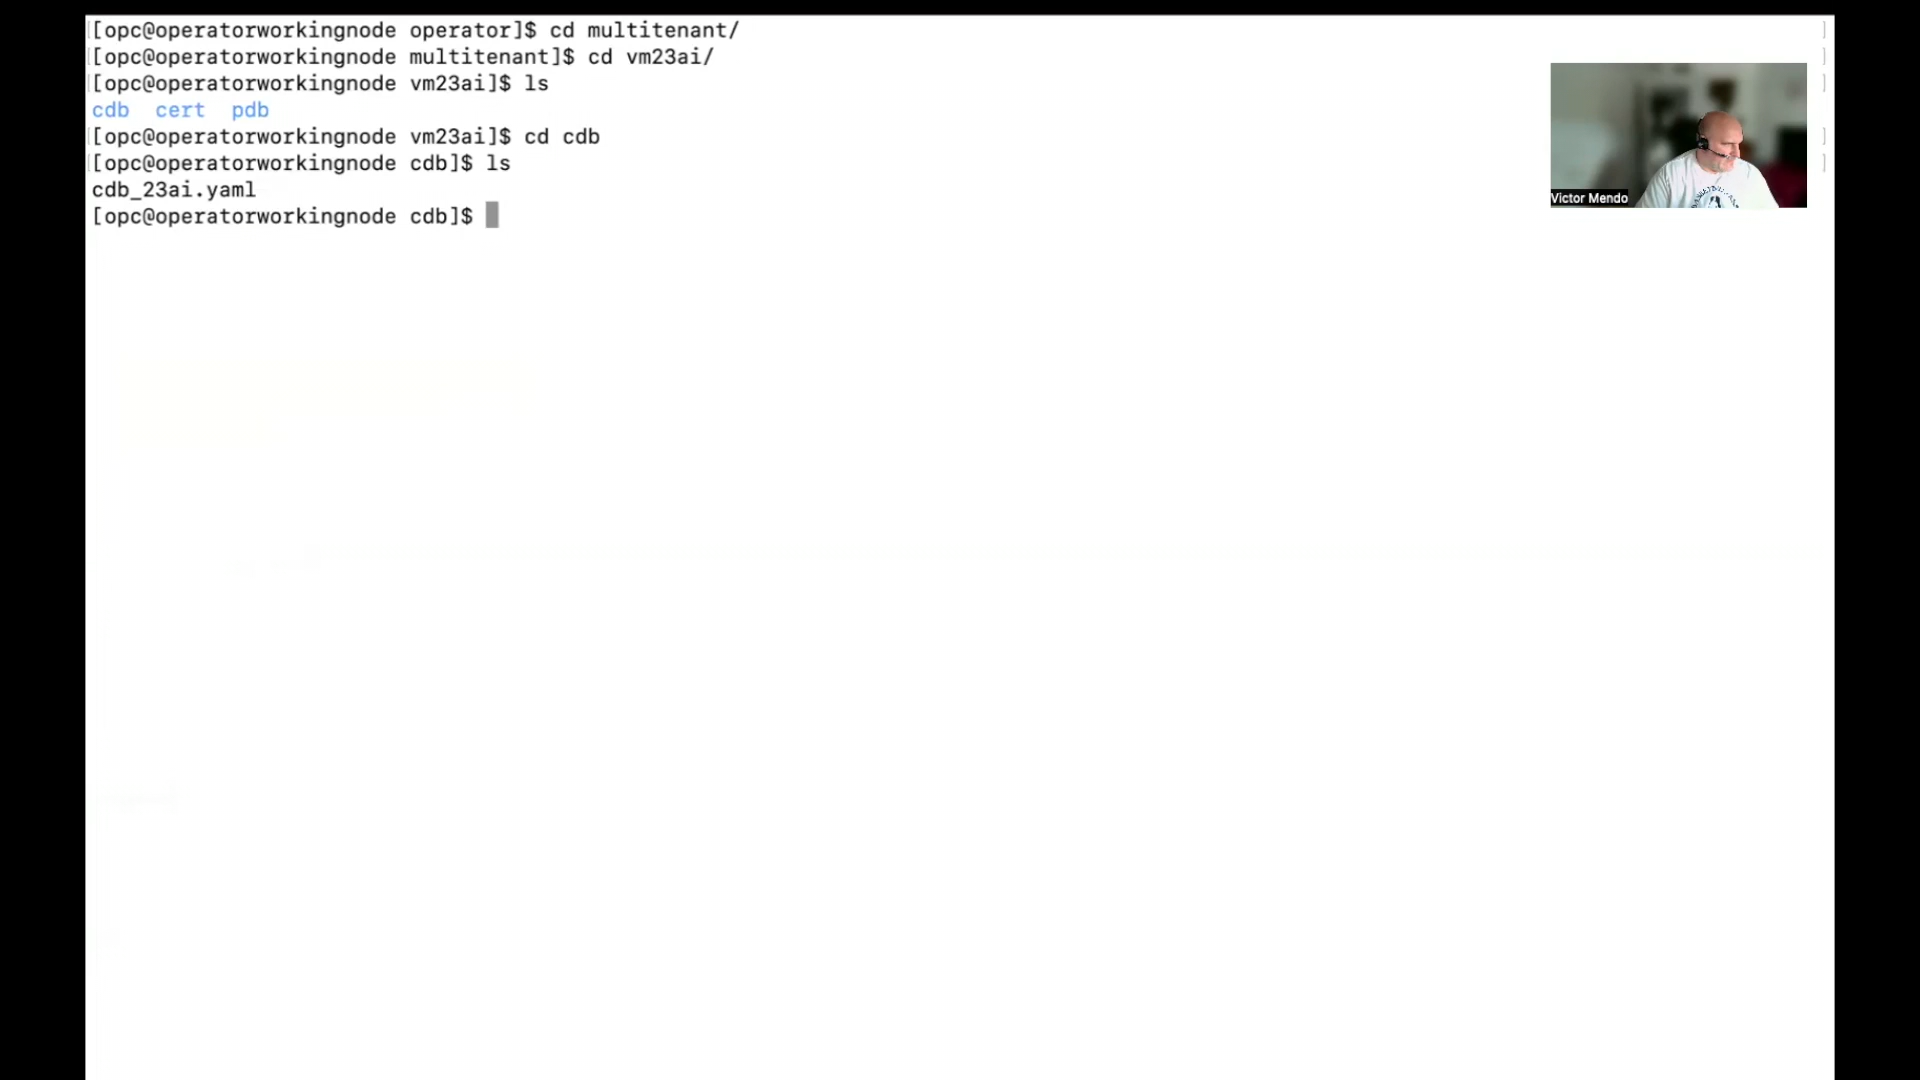 [opc@operatorworkingnode operator]$ cd multitenant/
[opc@operatorworkingnode multitenant]$ cd vm23ai/
[opc@operatorworkingnode vm23ai]$ ls
cdb  cert  pdb
[opc@operatorworkingnode vm23ai]$ cd cdb
[opc@operatorworkingnode cdb]$ ls
cdb_23ai.yaml
[opc@operatorworkingnode cdb]$
Victor Mendo